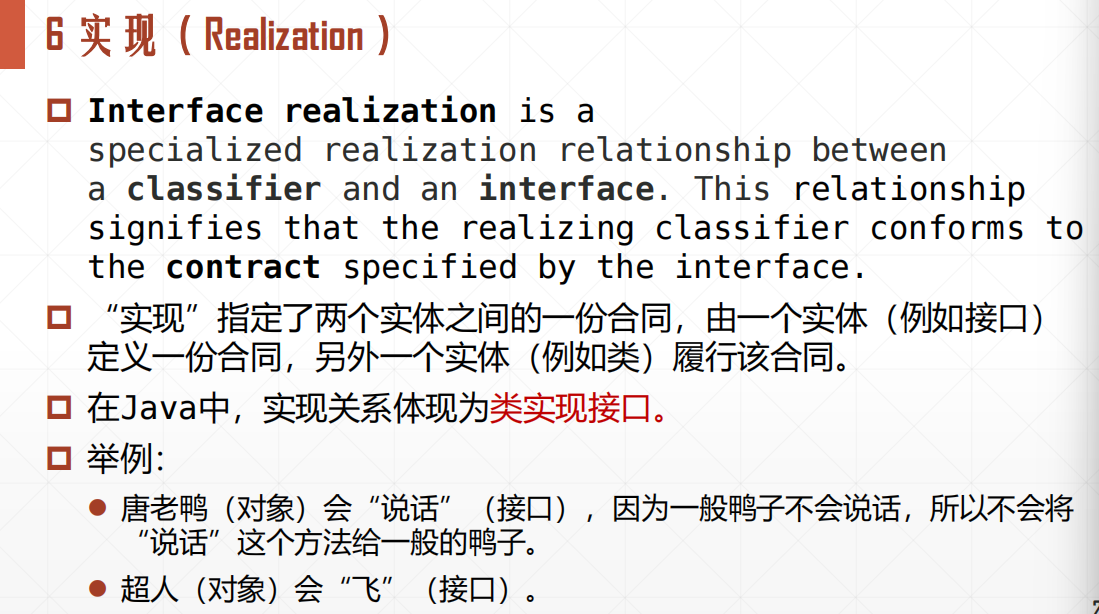 6 实现（Realization）
Interface realization is a
specialized realization relationship between
a classifier and an interface. This relationship
signifies that the realizing classifier conforms to
the contract specified by the interface.
“实现”指定了两个实体之间的一份合同，由一个实体（例如接口）
定义一份合同，另外一个实体（例如类）履行该合同。
在Java中，实现关系体现为类实现接口。
举例：
唐老鸭（对象）会“说话”（接口），因为一般鸭子不会说话，所以不会将
“说话”这个方法给一般的鸭子。
超人（对象）会“飞”（接口）。